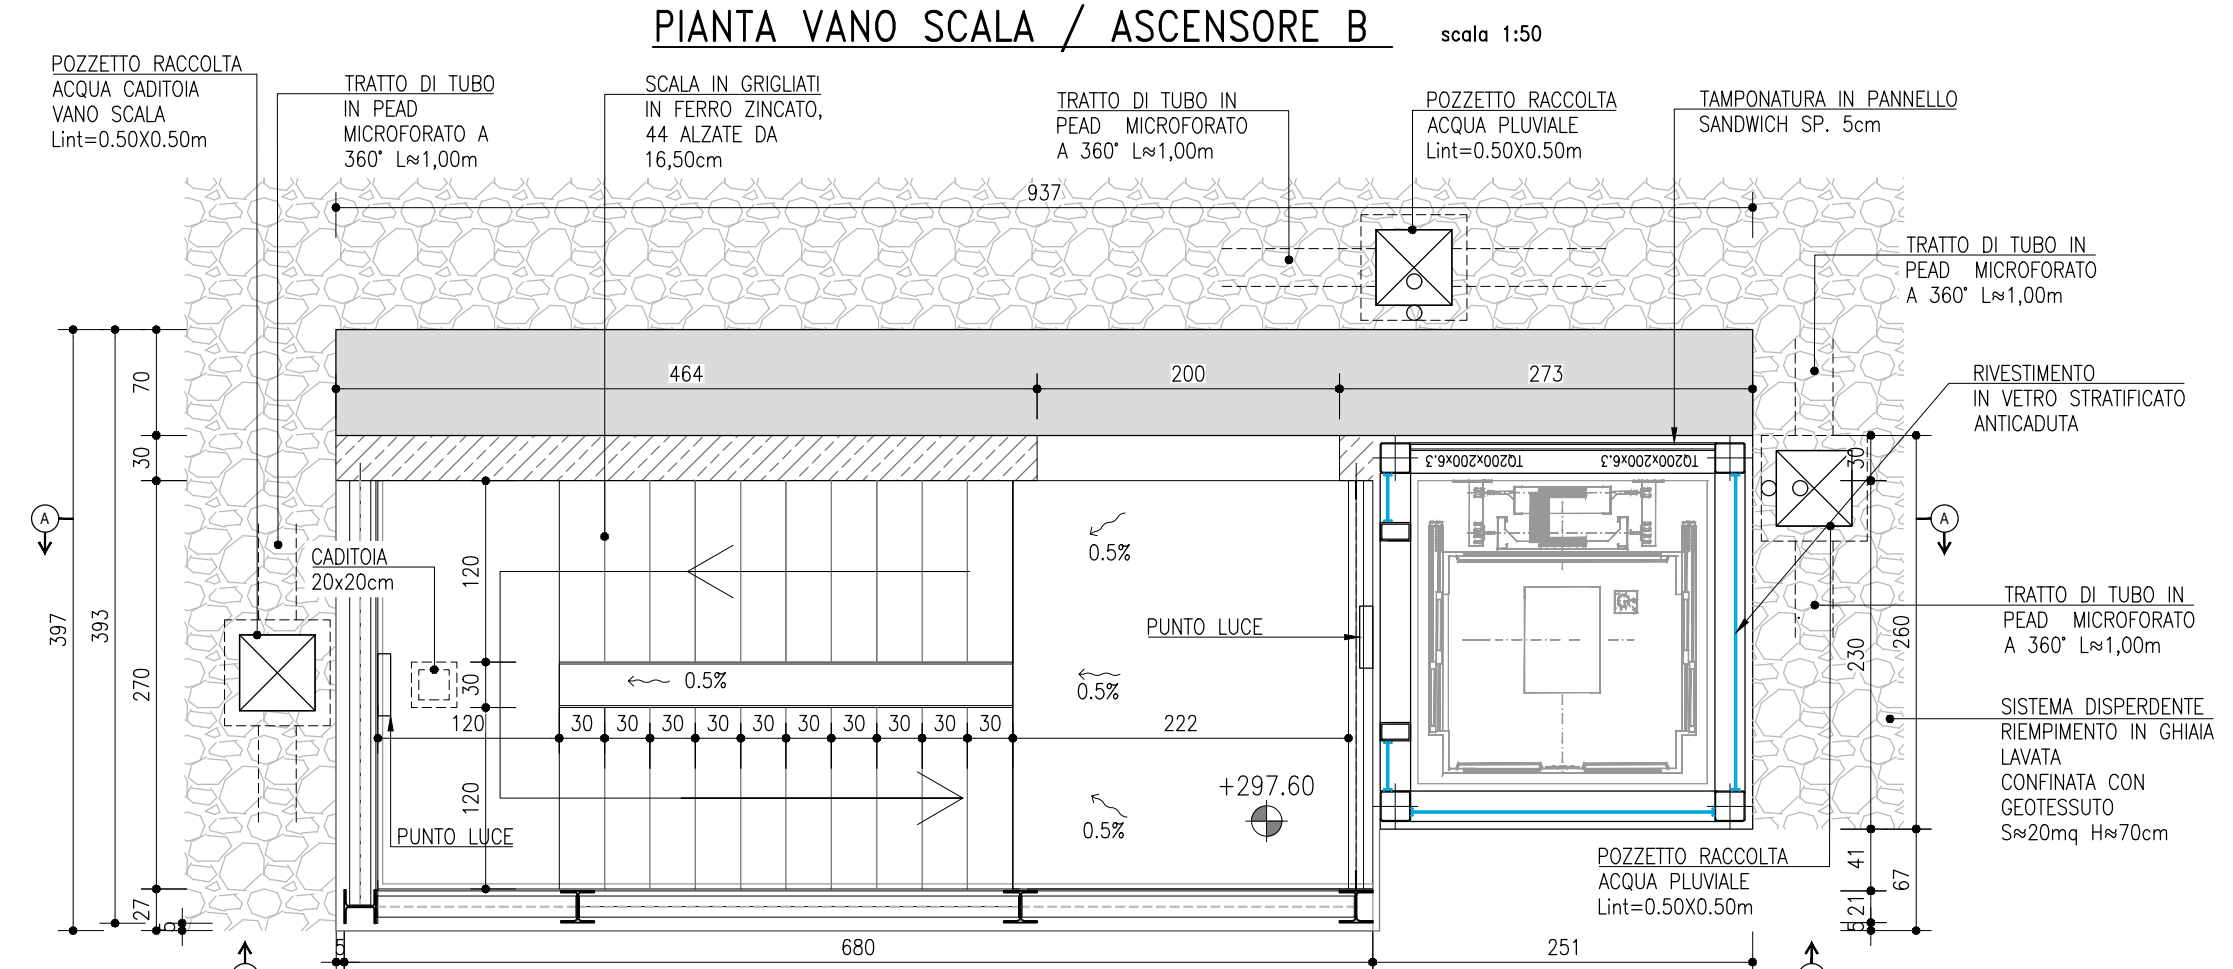 PIANTA VANO SCALA / ASCENSORE B
scala 1:50
POZZETTO RACCOLTA
ACQUA CADITOIA
VANO SCALA
Lint=0.50X0.50m
TRATTO DI TUBO
IN PEAD
MICROFORATO A
360° L≈1,00m
SCALA IN GRIGLIATI
IN FERRO ZINCATO,
44 ALZATE DA
16,50cm
TRATTO DI TUBO IN
PEAD MICROFORATO
A 360° L≈1,00m
POZZETTO RACCOLTA
ACQUA PLUVIALE
Lint=0.50X0.50m
TAMPONATURA IN PANNELLO
SANDWICH SP. 5cm
937
TRATTO DI TUBO IN
PEAD MICROFORATO
A 360° L≈1,00m
RIVESTIMENTO
IN VETRO STRATIFICATO
ANTICADUTA
464
200
273
70
30
270
27
397
393
TQ200x200x6.3
TQ200x200x6.3
30
230
260
41
67
21
5
A
A
CADITOIA
20x20cm
120
30
120
0.5%
0.5%
0.5%
0.5%
PUNTO LUCE
120
30 30 30 30 30 30 30 30 30 30
222
+297.60
PUNTO LUCE
TRATTO DI TUBO IN
PEAD MICROFORATO
A 360° L≈1,00m
SISTEMA DISPERDENTE
RIEMPIMENTO IN GHIAIA
LAVATA
CONFINATA CON
GEOTESSUTO
S≈20mq H≈70cm
POZZETTO RACCOLTA
ACQUA PLUVIALE
Lint=0.50X0.50m
5
680
251